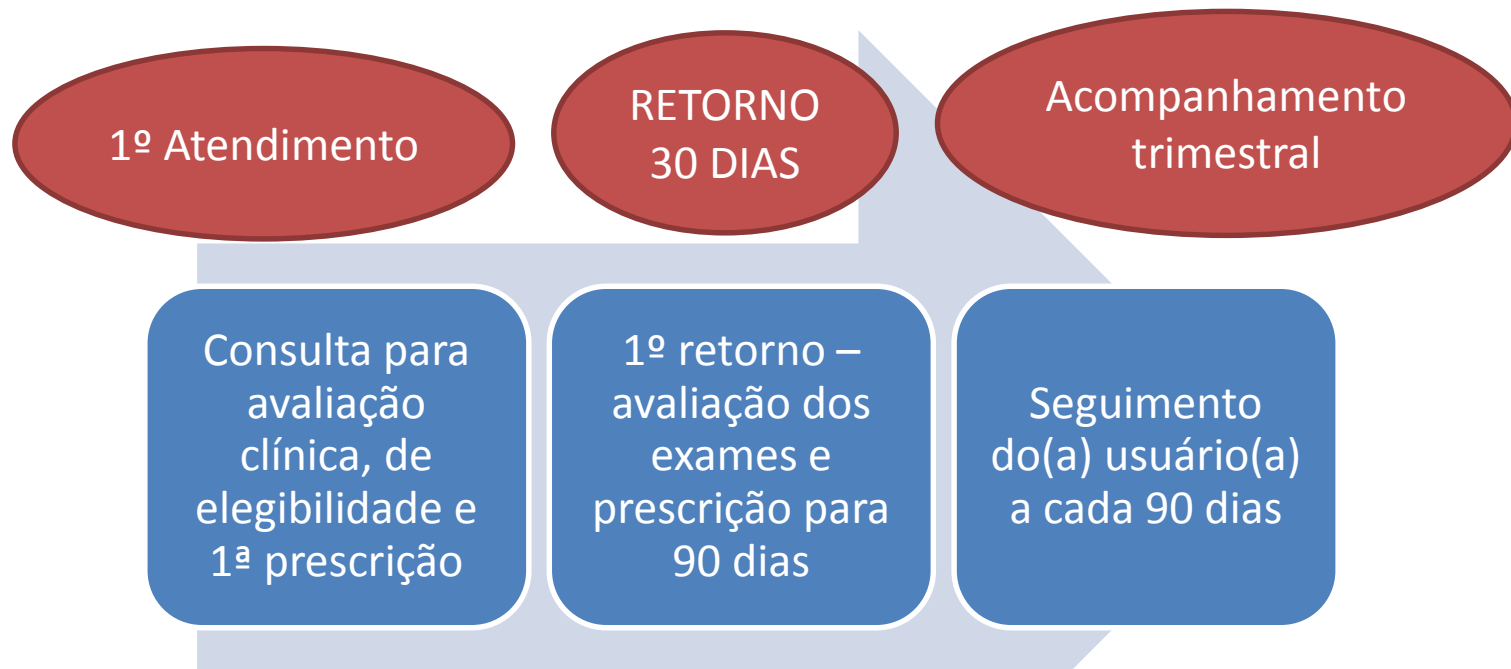 1º Atendimento
RETORNO
30 DIAS
Acompanhamento
trimestral
Consulta para
avaliação
clínica, de
elegibilidade e
1ª prescrição
1º retorno –
avaliação dos
exames e
prescrição para
90 dias
Seguimento
do(a) usuário(a)
a cada 90 dias